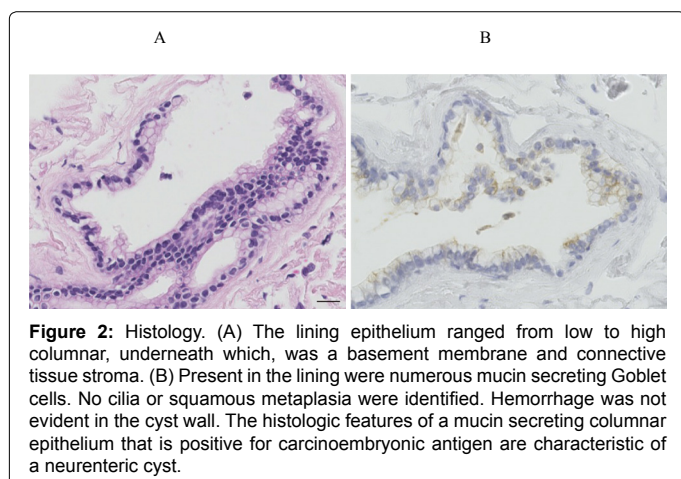 A B
Figure 2: Histology. (A) The lining epithelium ranged from low to high
columnar, underneath which, was a basement membrane and connective
tissue stroma. (B) Present in the lining were numerous mucin secreting Goblet
cells. No cilia or squamous metaplasia were identified. Hemorrhage was not
evident in the cyst wall. The histologic features of a mucin secreting columnar
epithelium that is positive for carcinoembryonic antigen are characteristic of
a neurenteric cyst.